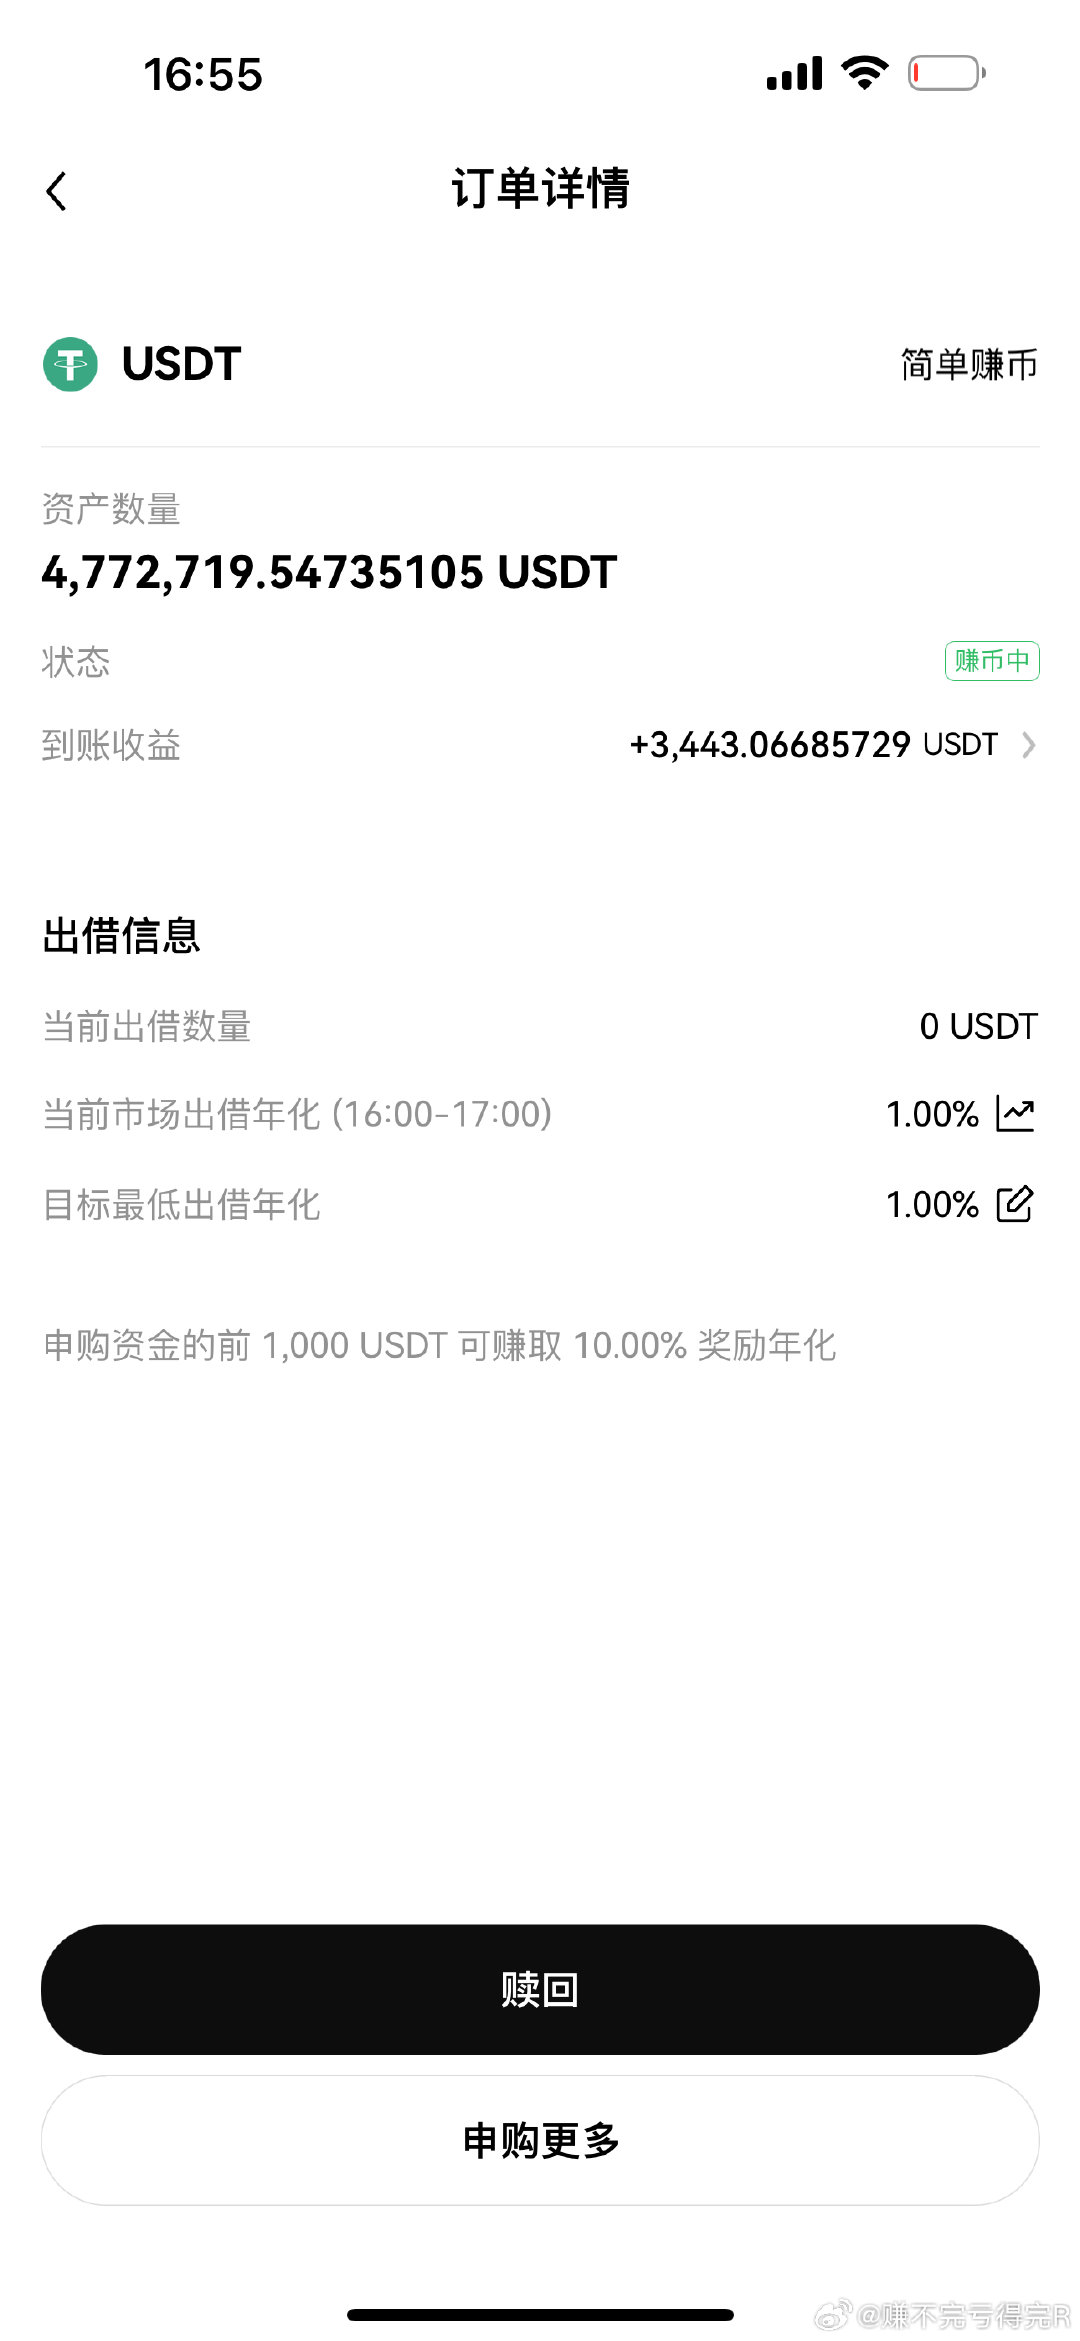 16:55
订单详情
USDT
简单赚币
资产数量
4,772,719.54735105 USDT
状态
赚币中
到账收益
+3,443.06685729 USDT
出借信息
当前出借数量
0 USDT
当前市场出借年化 (16:00-17:00)
1.00%
目标最低出借年化
1.00%
申购资金的前 1,000 USDT 可赚取 10.00% 奖励年化
赎回
申购更多
@赚不完亏得完R